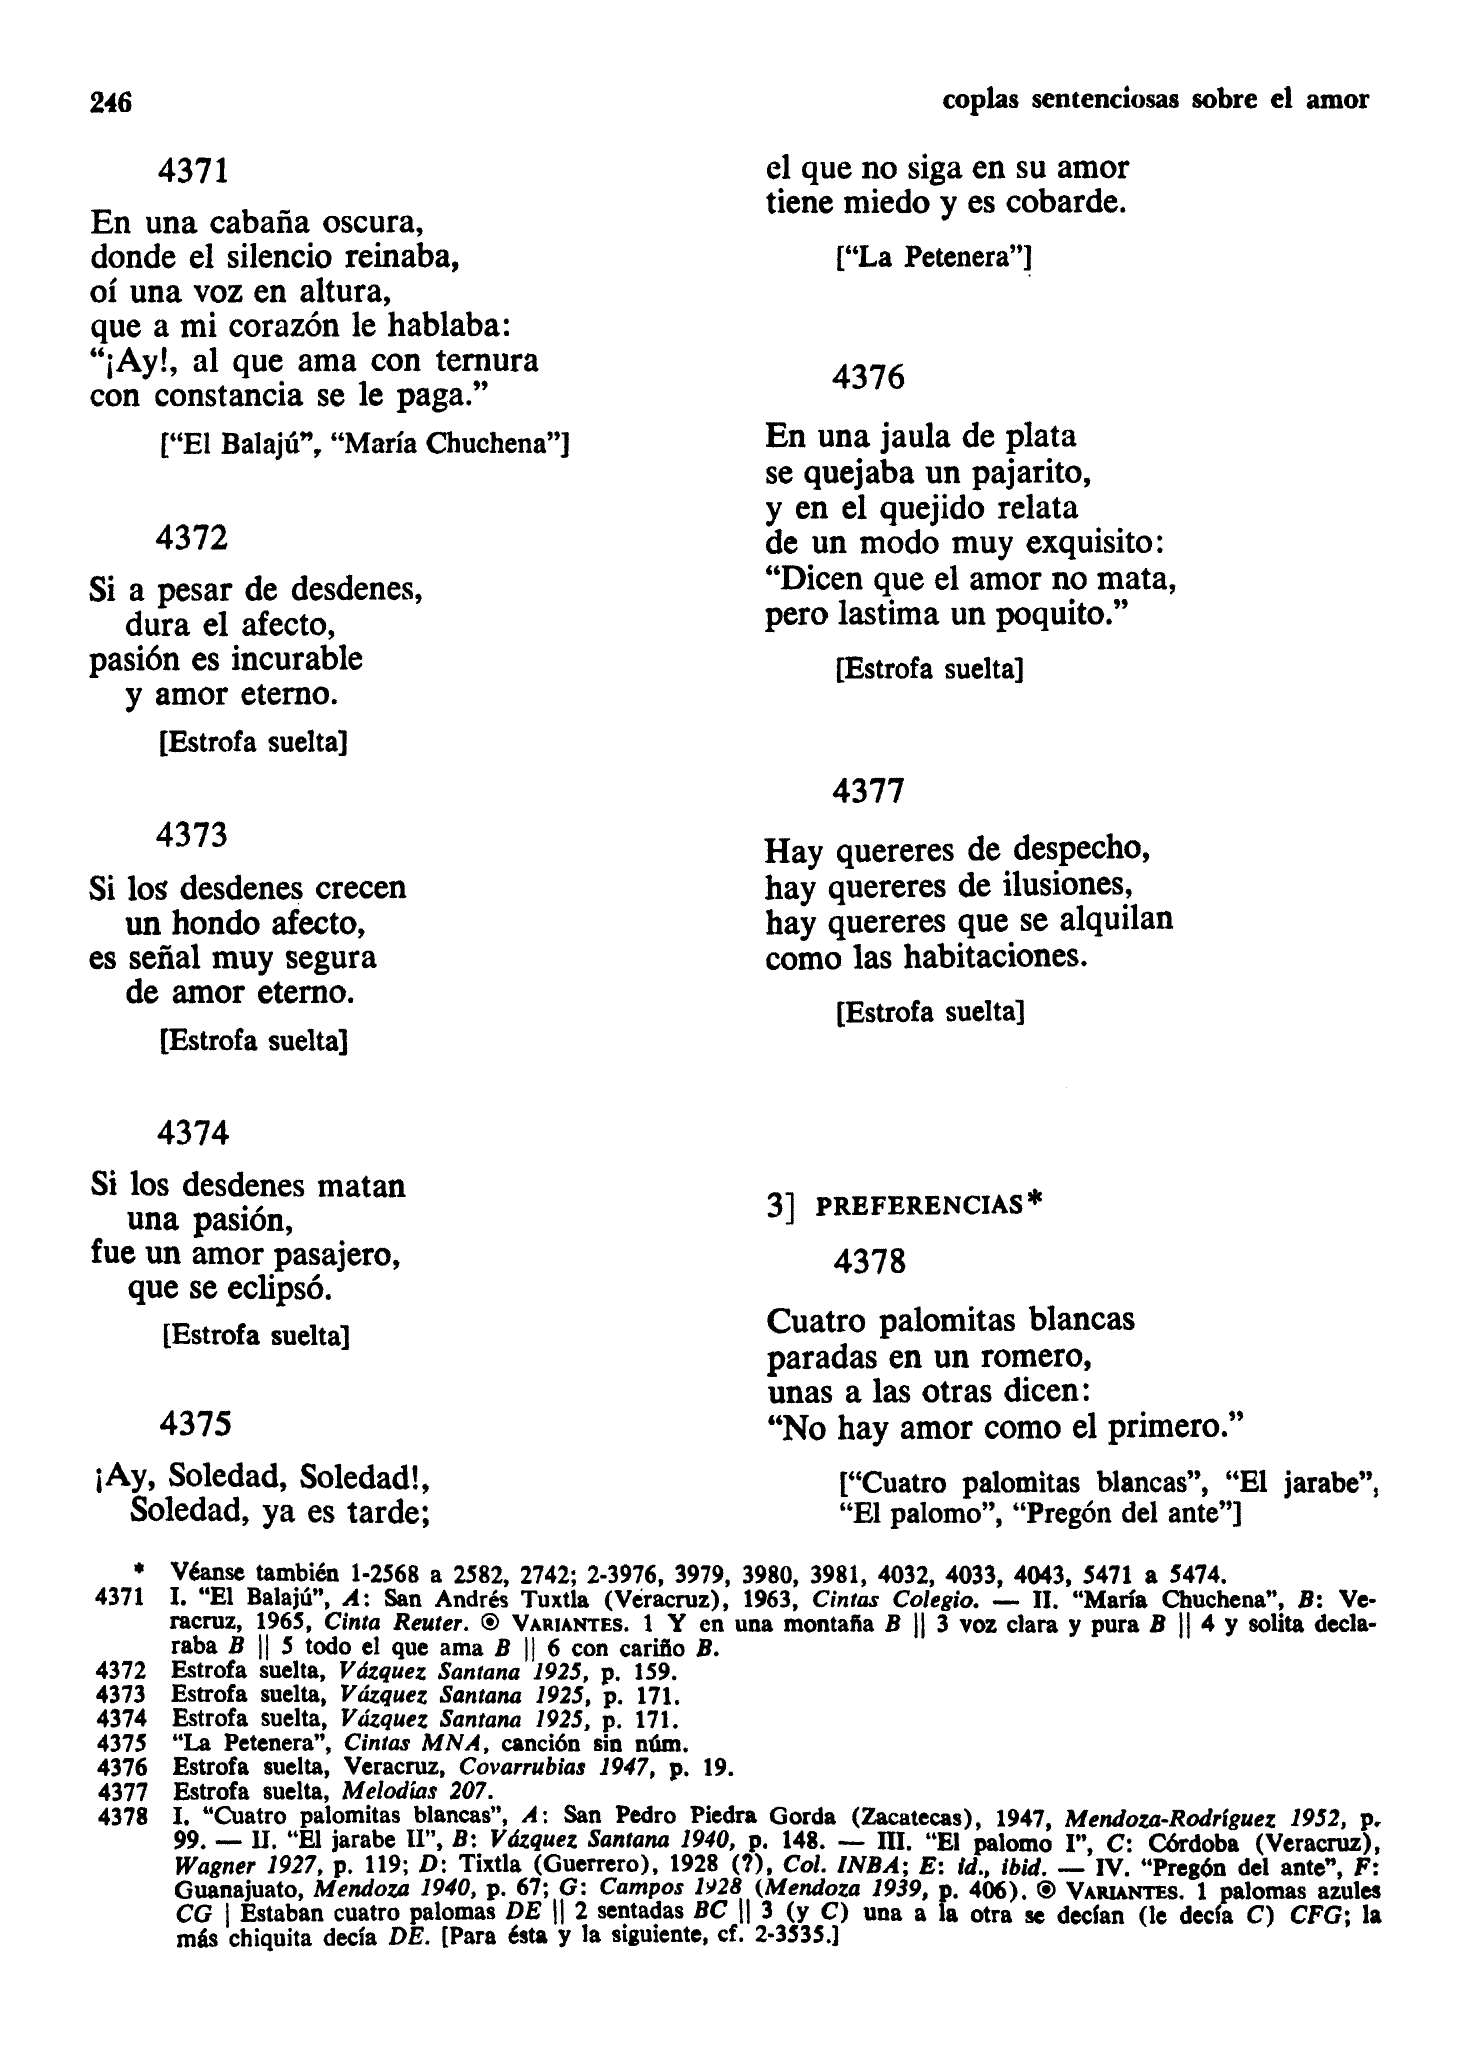 246
coplas sentenciosas sobre el amor
4371
En una cabaña oscura,
donde el silencio reinaba,
oí una voz en altura,
que a mi corazón le hablaba:
“¡Ay!, al que ama con ternura
con constancia se le paga.”
[“El Balajú”, “María Chuchena”]
4372
Si a pesar de desdenes,
dura el afecto,
pasión es incurable
y amor eterno.
[Estrofa suelta]
4373
Si los desdenes crecen
un hondo afecto,
es señal muy segura
de amor eterno.
[Estrofa suelta]
4374
Si los desdenes matan
una pasión,
fue un amor pasajero,
que se eclipsó.
[Estrofa suelta]
4375
¡Ay, Soledad, Soledad!,
Soledad, ya es tarde;
el que no siga en su amor
tiene miedo y es cobarde.
[“La Petenera”]
4376
En una jaula de plata
se quejaba un pajarito,
y en el quejido relata
de un modo muy exquisito:
“Dicen que el amor no mata,
pero lastima un poquito.”
[Estrofa suelta]
4377
Hay quereres de despecho,
hay quereres de ilusiones,
hay quereres que se alquilan
como las habitaciones.
[Estrofa suelta]
3] PREFERENCIAS*
4378
Cuatro palomitas blancas
paradas en un romero,
unas a las otras dicen:
“No hay amor como el primero.”
[“Cuatro palomitas blancas”, “El jarabe”,
“El palomo”, “Pregón del ante”]
* Véanse también 1-2568 a 2582, 2742; 2-3976, 3979, 3980, 3981, 4032, 4033, 4043, 5471 a 5474.
4371 I. “El Balajú”, A: San Andrés Tuxtla (Veracruz), 1963, Cintas Colegio. — II. “María Chuchena”, B: Ve-
racruz, 1965, Cinta Reuter. ® VARIANTES. 1 Y en una montaña B || 3 voz clara y pura B || 4 y solita decla-
raba B || 5 todo el que ama B || 6 con cariño B.
4372 Estrofa suelta, Vázquez Santana 1925, p. 159.
4373 Estrofa suelta, Vázquez Santana 1925, p. 171.
4374 Estrofa suelta, Vázquez Santana 1925, p. 171.
4375 “La Petenera”, Cintas MNA, canción sin núm.
4376 Estrofa suelta, Veracruz, Covarrubias 1947, p. 19.
4377 Estrofa suelta, Melodías 207.
4378 I. “Cuatro palomitas blancas”, A: San Pedro Piedra Gorda (Zacatecas), 1947, Mendoza-Rodríguez 1952, p.
99. — II. “El jarabe II”, B: Vázquez Santana 1940, p. 148. — III. “El palomo I”, C: Córdoba (Veracruz),
Wagner 1927, p. 119; D: Tixtla (Guerrero), 1928 (?), Col. INBA; E: id., ibid. — IV. “Pregón del ante”, F:
Guanajuato, Mendoza 1940, p. 67; G: Campos 1928 (Mendoza 1939, p. 406). ® VARIANTES. 1 palomas azules
CG | Estaban cuatro palomas DE || 2 sentadas BC || 3 (y C) una a la otra se decían (le decía C) CFG; la
más chiquita decía DE. [Para ésta y la siguiente, cf. 2-3535.]